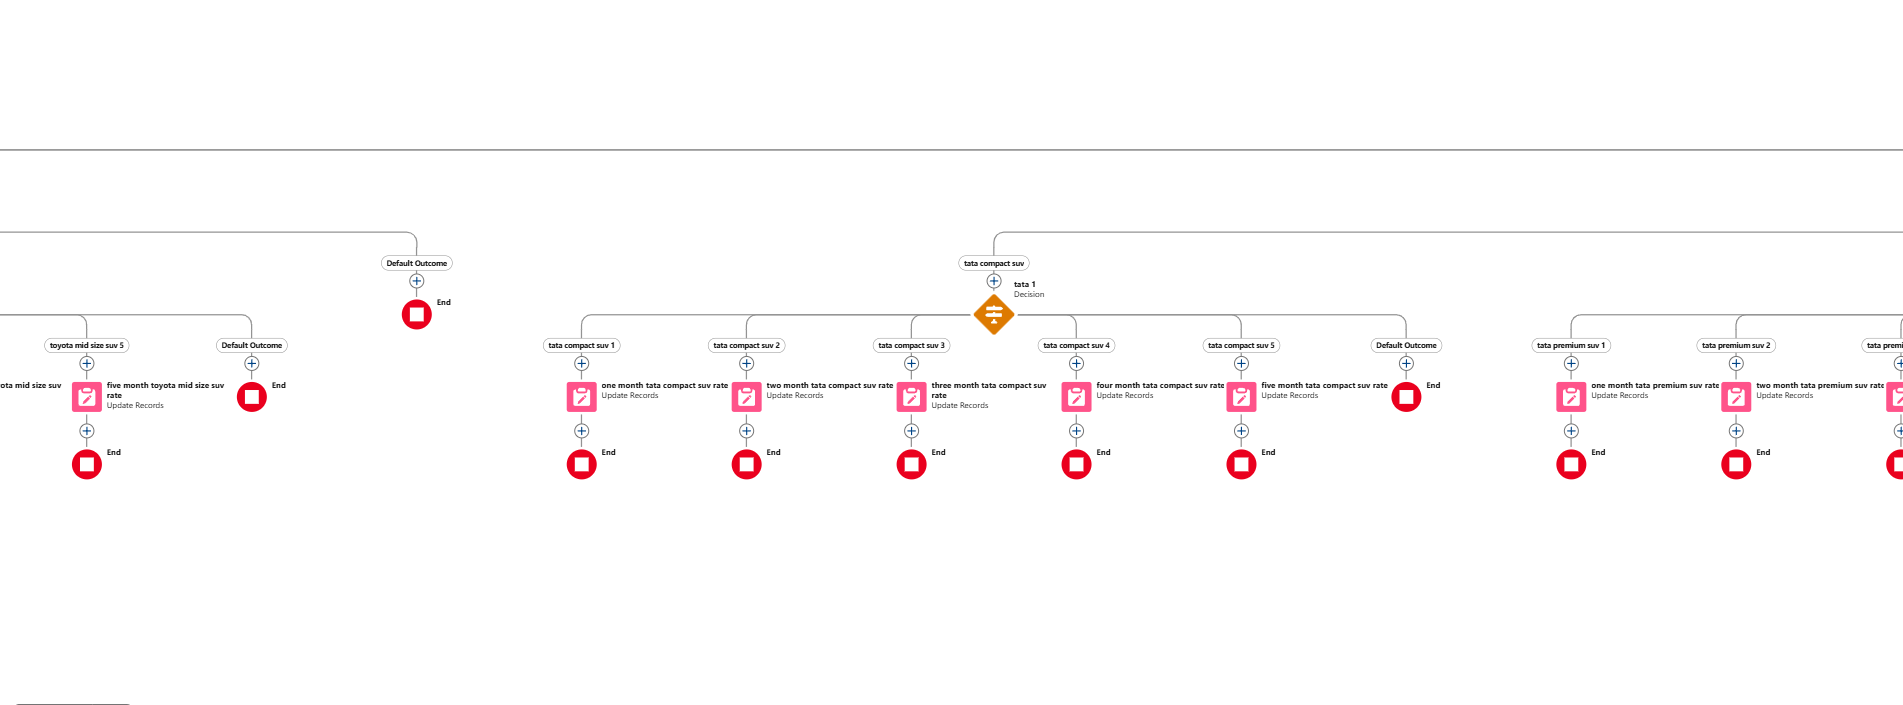 Default Outcome
tata compact suv
tata 1
Decision
End
toyota mid size suv 5
Default Outcome
tata compact suv 1
tata compact suv 2
tata compact suv 3
tata compact suv 4
tata compact suv 5
Default Outcome
tata premium suv 1
tata premium suv 2
tata premi
ota mid size suv
five month toyota mid size suv
rate
Update Records
End
one month tata compact suv rate
Update Records
two month tata compact suv rate
Update Records
three month tata compact suv
rate
Update Records
four month tata compact suv rate
Update Records
five month tata compact suv rate
Update Records
End
one month tata premium suv rate
Update Records
two month tata premium suv rate
Update Records
End
End
End
End
End
End
End
End